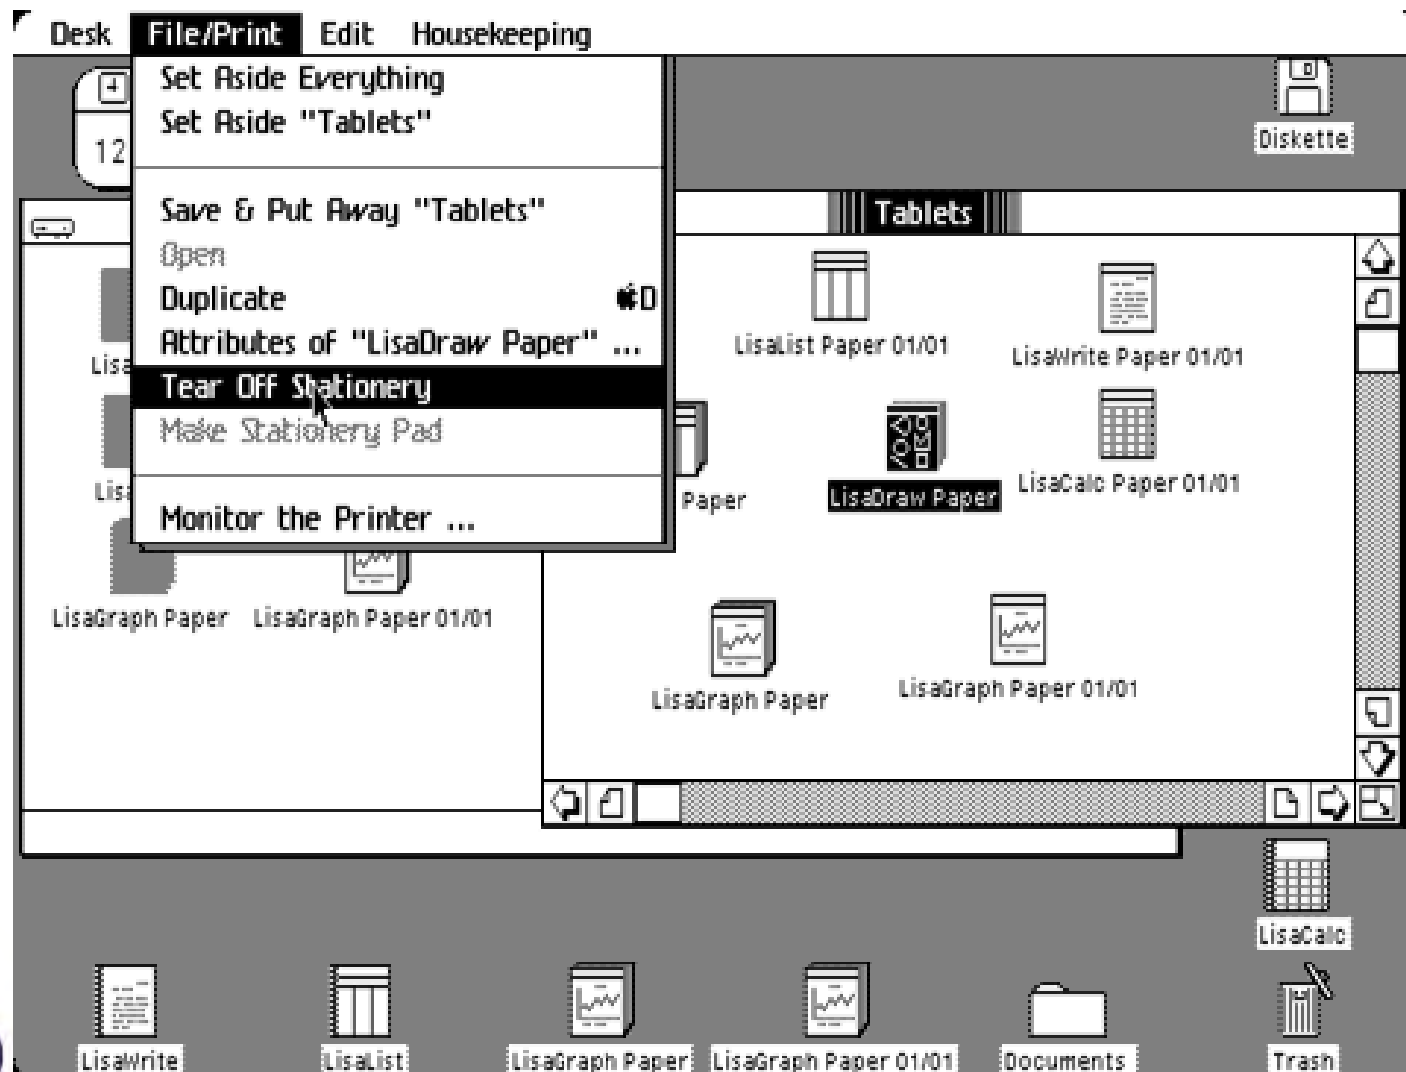 Desk File/Print Edit Housekeeping
Set Aside Everything
Set Aside "Tablets"
Save & Put Away "Tablets"
Open
Duplicate D
Attributes of "LisaDraw Paper" ...
Tear Off Stationery
Make Stationery Pad
Monitor the Printer ...
12
Diskette
Tablets
LisaList Paper 01/01
LisaWrite Paper 01/01
Lisa
Paper
LisaDraw Paper
LisaCalc Paper 01/01
Lis
LisaGraph Paper
LisaGraph Paper 01/01
LisaGraph Paper
LisaGraph Paper 01/01
LisaCalc
LisaWrite
LisaList
LisaGraph Paper
LisaGraph Paper 01/01
Documents
Trash